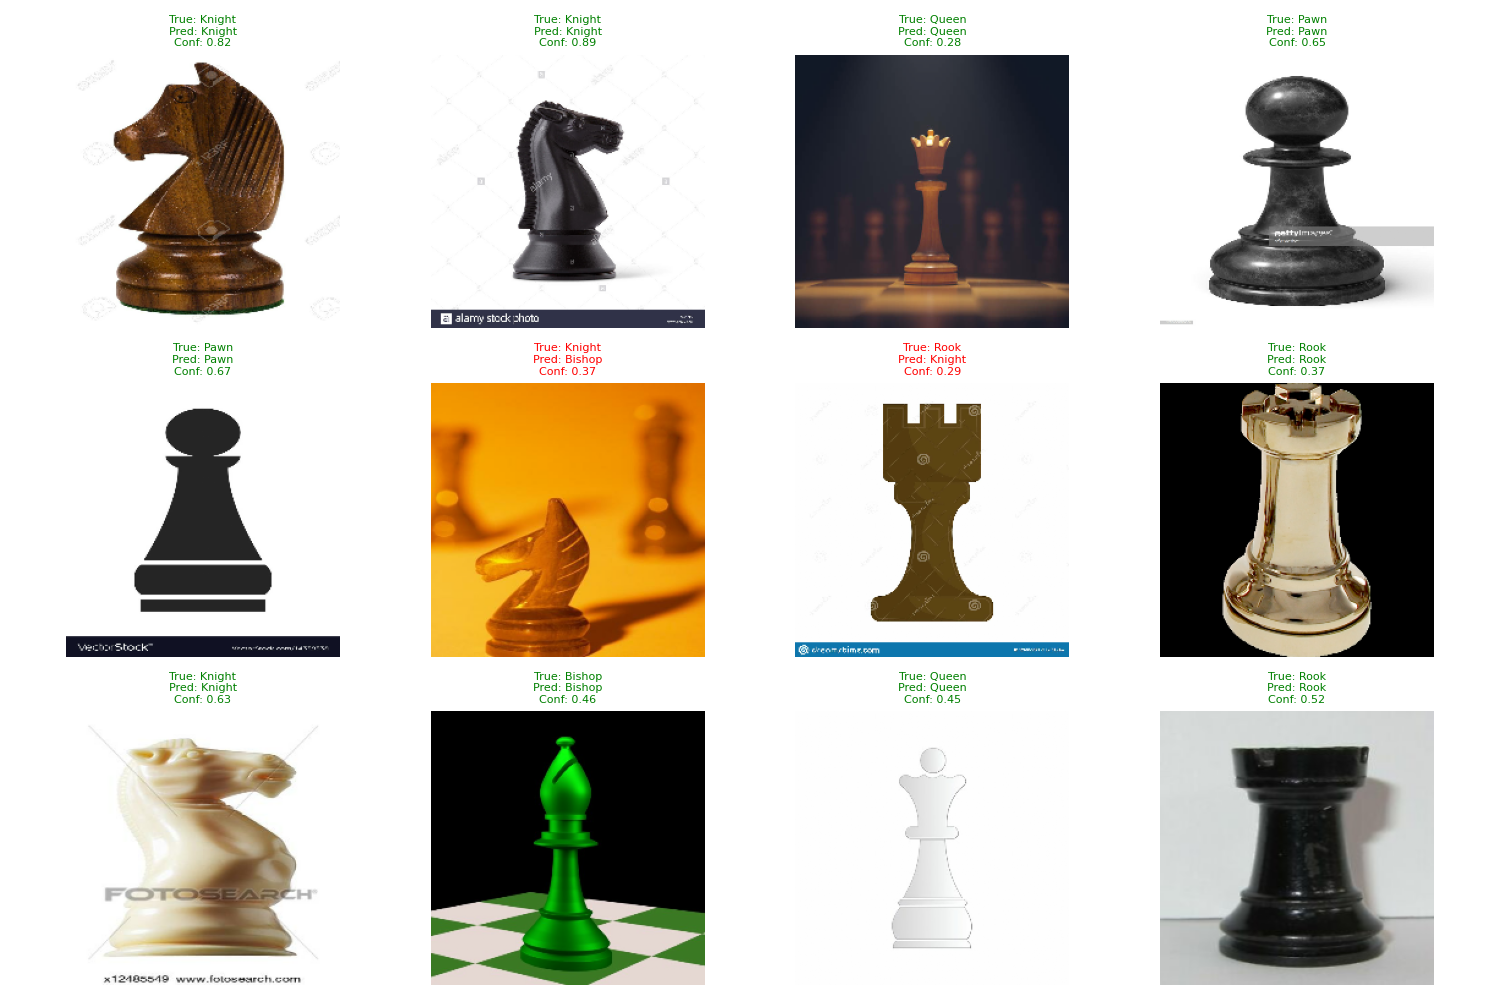 True: Knight
Pred: Knight
Conf: 0.82
True: Knight
Pred: Knight
Conf: 0.89
True: Queen
Pred: Queen
Conf: 0.28
True: Pawn
Pred: Pawn
Conf: 0.65
alamy
a alamy stock photo
gettyimages
True: Pawn
Pred: Pawn
Conf: 0.67
True: Knight
Pred: Bishop
Conf: 0.37
True: Rook
Pred: Knight
Conf: 0.29
True: Rook
Pred: Rook
Conf: 0.37
VectorStock
dreamstime.com
True: Knight
Pred: Knight
Conf: 0.63
True: Bishop
Pred: Bishop
Conf: 0.46
True: Queen
Pred: Queen
Conf: 0.45
True: Rook
Pred: Rook
Conf: 0.52
FOTOSEARCH
x12485549 www.fotosearch.com